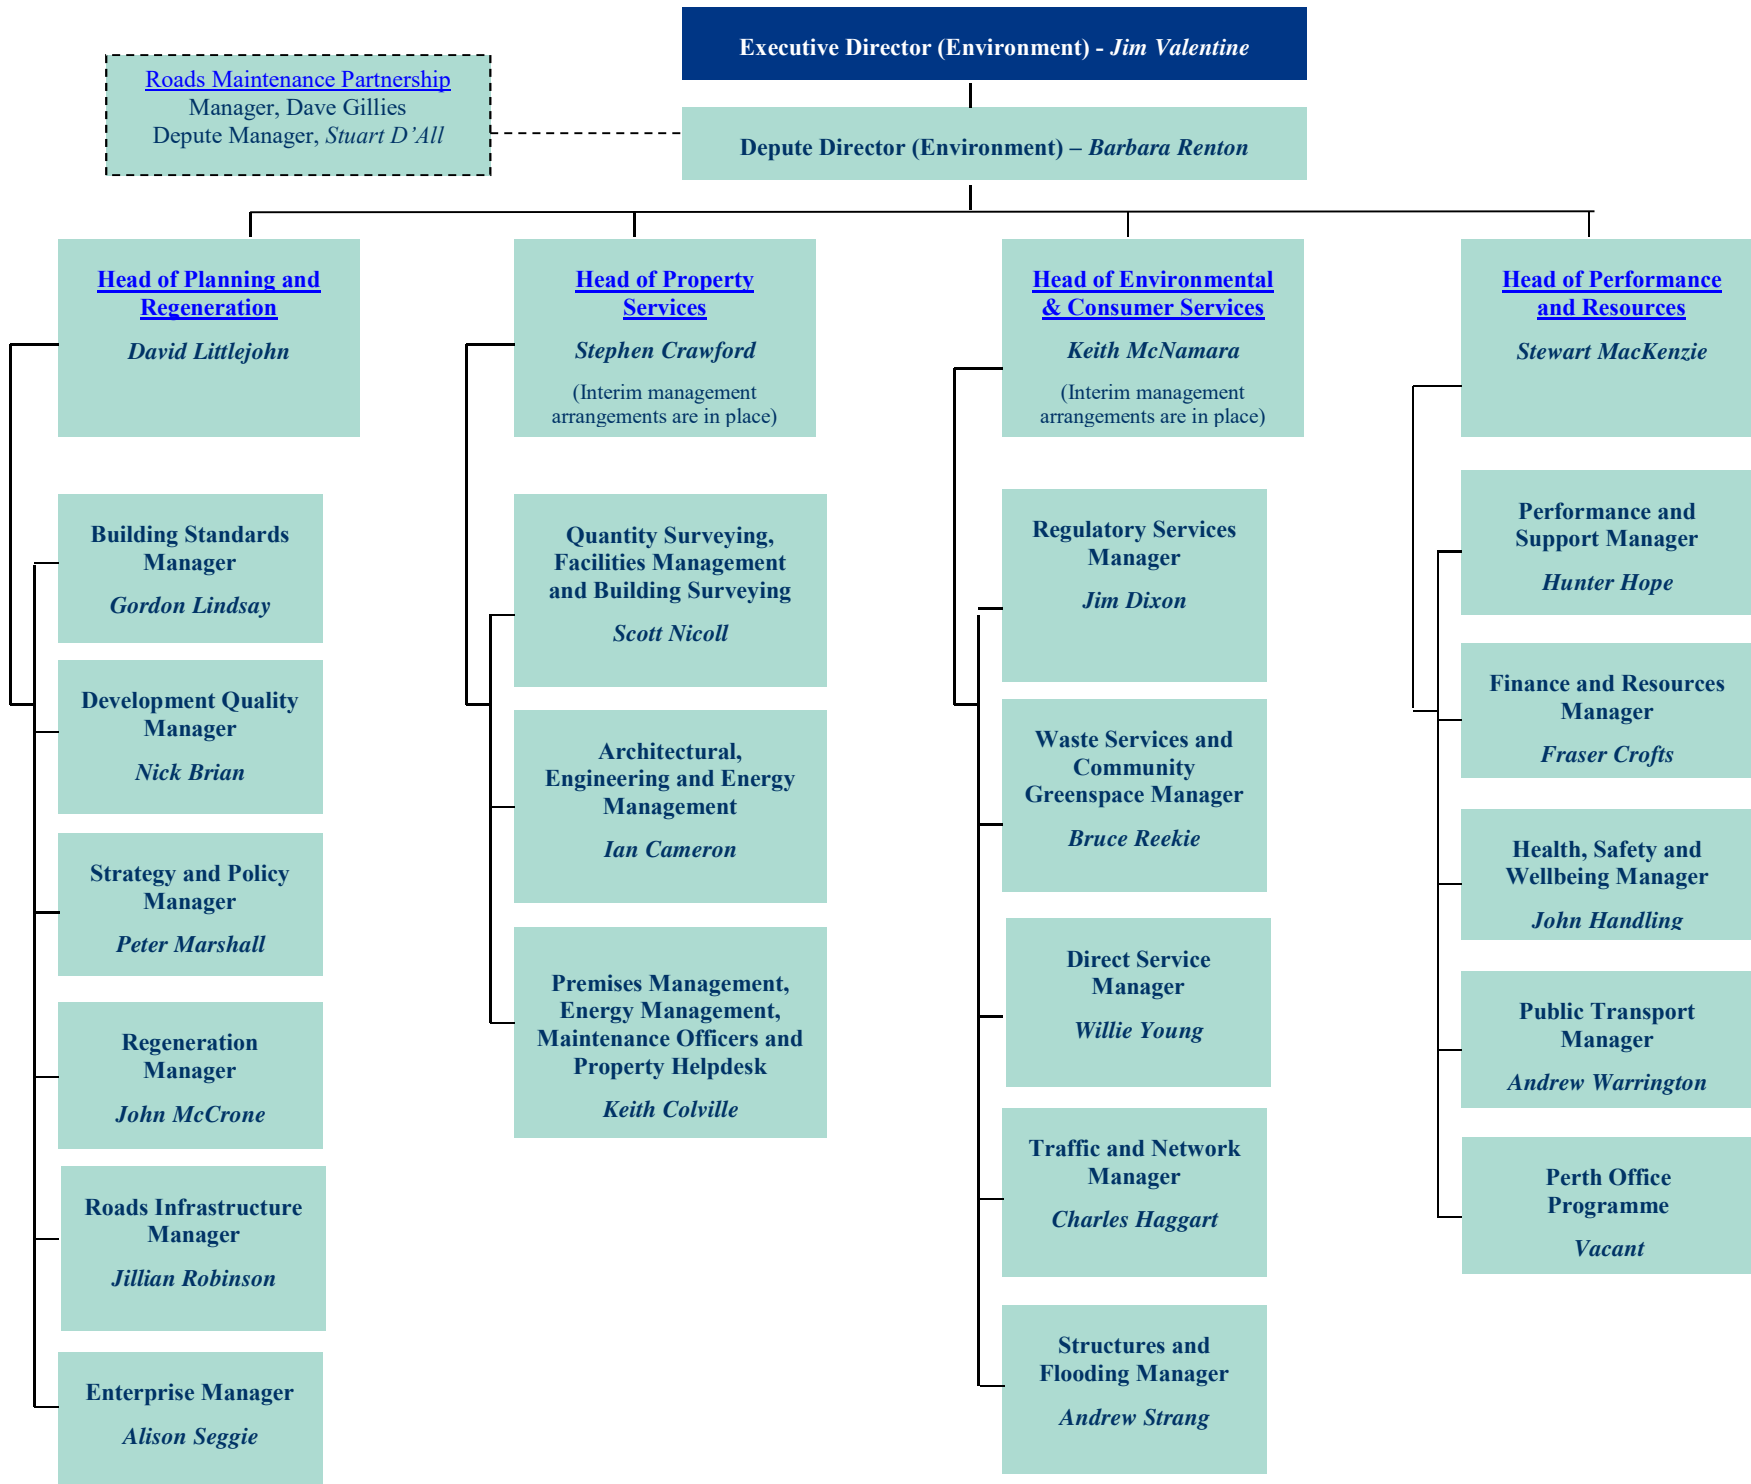 Executive Director (Environment) - Jim Valentine
Roads Maintenance Partnership
Manager, Dave Gillies
Depute Manager, Stuart D’All
Depute Director (Environment) – Barbara Renton
Head of Planning and
Regeneration
David Littlejohn
Building Standards
Manager
Gordon Lindsay
Development Quality
Manager
Nick Brian
Strategy and Policy
Manager
Peter Marshall
Regeneration
Manager
John McCrone
Roads Infrastructure
Manager
Jillian Robinson
Enterprise Manager
Alison Seggie
Head of Property
Services
Stephen Crawford
(Interim management
arrangements are in place)
Quantity Surveying,
Facilities Management
and Building Surveying
Scott Nicoll
Architectural,
Engineering and Energy
Management
Ian Cameron
Premises Management,
Energy Management,
Maintenance Officers and
Property Helpdesk
Keith Colville
Head of Environmental
& Consumer Services
Keith McNamara
(Interim management
arrangements are in place)
Regulatory Services
Manager
Jim Dixon
Waste Services and
Community
Greenspace Manager
Bruce Reekie
Direct Service
Manager
Willie Young
Traffic and Network
Manager
Charles Haggart
Structures and
Flooding Manager
Andrew Strang
Head of Performance
and Resources
Stewart MacKenzie
Performance and
Support Manager
Hunter Hope
Finance and Resources
Manager
Fraser Crofts
Health, Safety and
Wellbeing Manager
John Handling
Public Transport
Manager
Andrew Warrington
Perth Office
Programme
Vacant